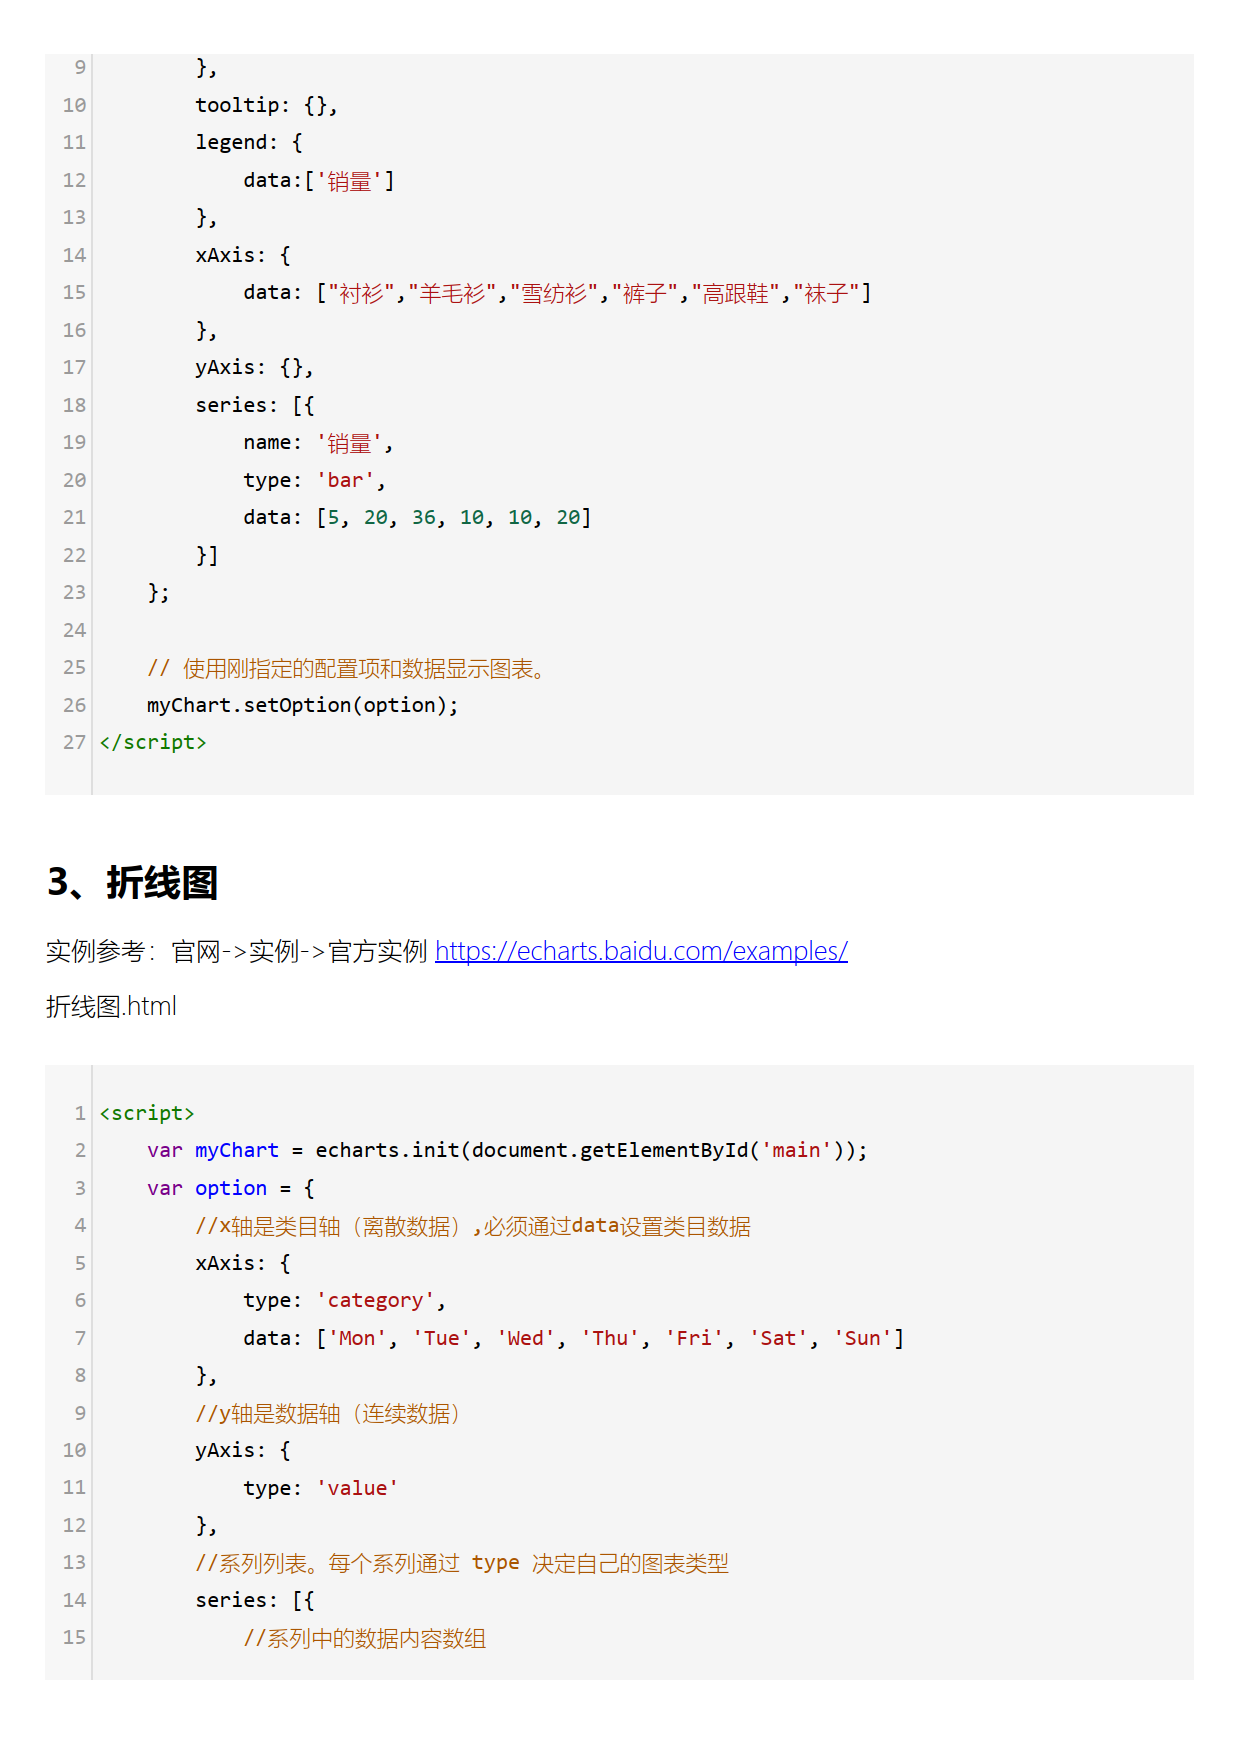 9 },
10 tooltip: {},
11 legend: {
12 data:['销量']
13 },
14 xAxis: {
15 data: ["衬衫","羊毛衫","雪纺衫","裤子","高跟鞋","袜子"]
16 },
17 yAxis: {},
18 series: [{
19 name: '销量',
20 type: 'bar',
21 data: [5, 20, 36, 10, 10, 20]
22 }]
23 };
24
25 // 使用刚指定的配置项和数据显示图表。
26 myChart.setOption(option);
27 </script>
3、折线图
实例参考：官网->实例->官方实例 https://echarts.baidu.com/examples/
折线图.html
1 <script>
2 var myChart = echarts.init(document.getElementById('main'));
3 var option = {
4 //x轴是类目轴（离散数据）,必须通过data设置类目数据
5 xAxis: {
6 type: 'category',
7 data: ['Mon', 'Tue', 'Wed', 'Thu', 'Fri', 'Sat', 'Sun']
8 },
9 //y轴是数据轴（连续数据）
10 yAxis: {
11 type: 'value'
12 },
13 //系列列表。每个系列通过 type 决定自己的图表类型
14 series: [{
15 //系列中的数据内容数组